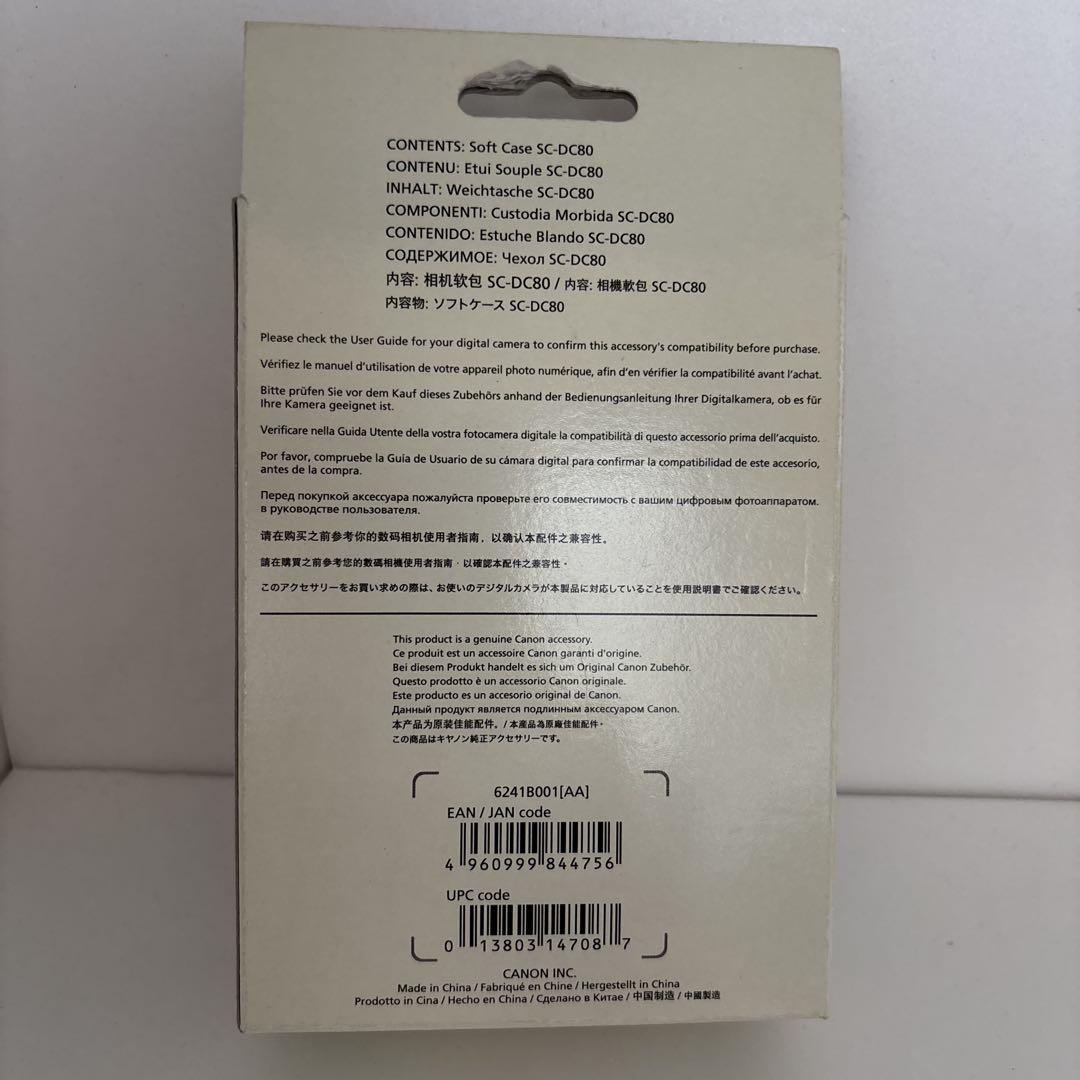 CONTENTS: Soft Case SC-DC80
CONTENU: Etui Souple SC-DC80
INHALT: Weichtasche SC-DC80
COMPONENTI: Custodia Morbida SC-DC80
CONTENIDO: Estuche Blando SC-DC80
СОДЕРЖИМОЕ: Чехол SC-DC80
内容: 相机软包 SC-DC80 / 内容: 相機軟包 SC-DC80
内容物: ソフトケース SC-DC80
Please check the User Guide for your digital camera to confirm this accessory's compatibility before purchase.
Vérifiez le manuel d'utilisation de votre appareil photo numérique, afin d'en vérifier la compatibilité avant l'achat.
Bitte prüfen Sie vor dem Kauf dieses Zubehörs anhand der Bedienungsanleitung Ihrer Digitalkamera, ob es für
Ihre Kamera geeignet ist.
Verificare nella Guida Utente della vostra fotocamera digitale la compatibilità di questo accessorio prima dell'acquisto.
Por favor, compruebe la Guía de Usuario de su cámara digital para confirmar la compatibilidad de este accesorio,
antes de la compra.
Перед покупкой аксессуара пожалуйста проверьте его совместимость с вашим цифровым фотоаппаратом.
в руководстве пользователя.
请在购买之前参考你的数码相机使用者指南，以确认本配件之兼容性。
請在購買之前參考您的數碼相機使用者指南，以確認本配件之兼容性。
このアクセサリーをお買い求めの際は、お使いのデジタルカメラが本製品に対応していることを使用説明書でご確認ください。
This product is a genuine Canon accessory.
Ce produit est un accessoire Canon garanti d'origine.
Bei diesem Produkt handelt es sich um Original Canon Zubehör.
Questo prodotto è un accessorio Canon originale.
Este producto es un accesorio original de Canon.
Данный продукт является подлинным аксессуаром Canon.
本产品为原装佳能配件。/ 本產品為原廠佳能配件。
この商品はキヤノン純正アクセサリーです。
6241B001[AA]
EAN / JAN code
4 960999 844756
UPC code
0 13803 14708 7
CANON INC.
Made in China / Fabriqué en Chine / Hergestellt in China
Prodotto in Cina / Hecho en China / Сделано в Китае / 中国制造 / 中國製造